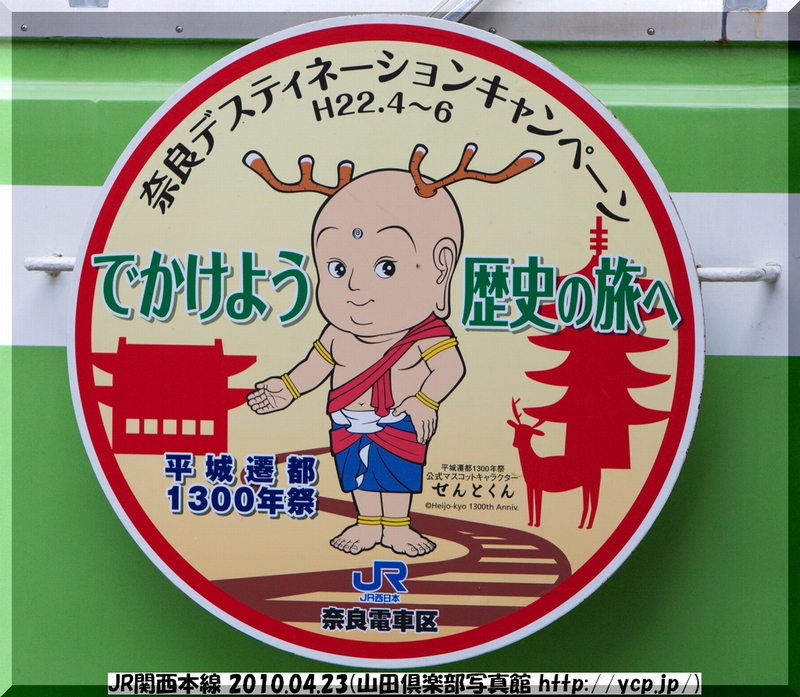 奈良デスティネーションキャンペーン
H22.4〜6
でかけよう 歴史の旅へ
平城遷都
1300年祭
平城遷都1300年祭
公式マスコットキャラクター
せんとくん
©Heijo-kyo 1300th Anniv.
JR
JR西日本
奈良電車区
JR関西本線 2010.04.23(山田倶楽部写真館 http://ycp.jp/)